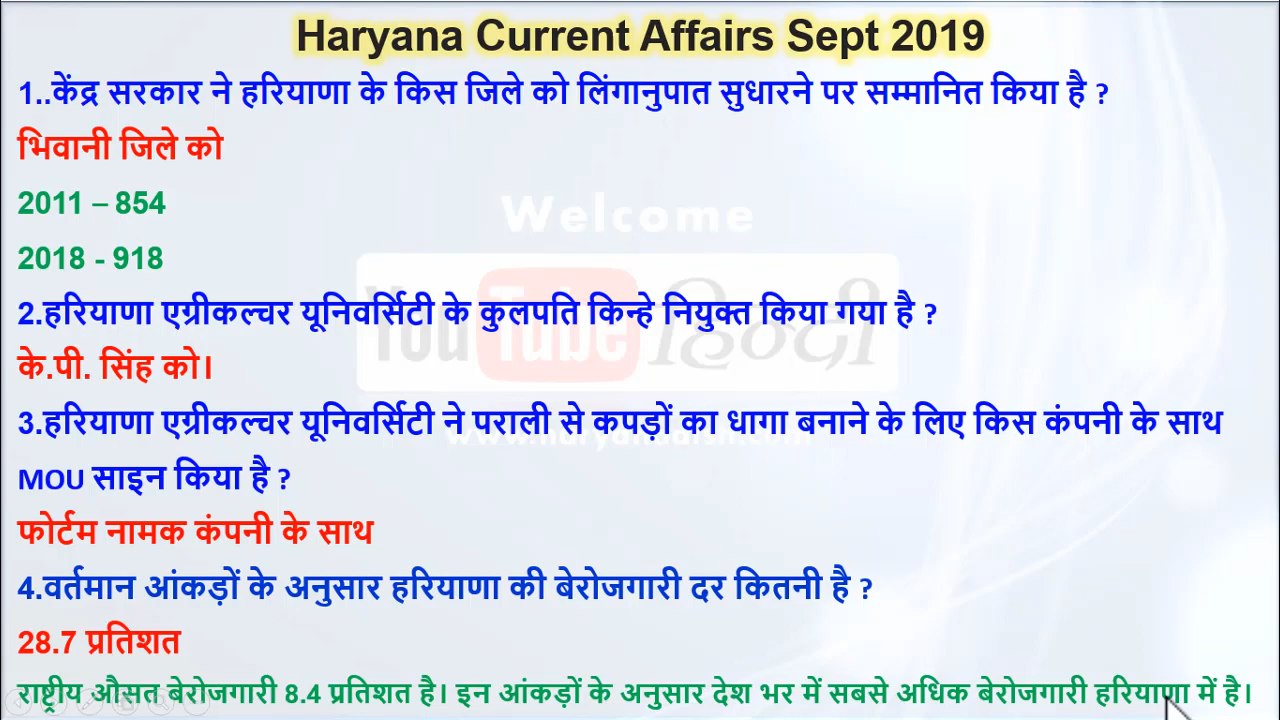 Haryana Current Affairs Sept 2019
1..केंद्र सरकार ने हरियाणा के किस जिले को लिंगानुपात सुधारने पर सम्मानित किया है ?
भिवानी जिले को
2011 – 854
Welcome
2018 - 918
2.हरियाणा एग्रीकल्चर यूनिवर्सिटी के कुलपति किन्हे नियुक्त किया गया है ?
YouTube हिन्दी
के.पी. सिंह को।
3.हरियाणा एग्रीकल्चर यूनिवर्सिटी ने पराली से कपड़ों का धागा बनाने के लिए किस कंपनी के साथ
MOU साइन किया है ?
फोर्टम नामक कंपनी के साथ
4.वर्तमान आंकड़ों के अनुसार हरियाणा की बेरोजगारी दर कितनी है ?
28.7 प्रतिशत
राष्ट्रीय औसत बेरोजगारी 8.4 प्रतिशत है। इन आंकड़ों के अनुसार देश भर में सबसे अधिक बेरोजगारी हरियाणा में है।